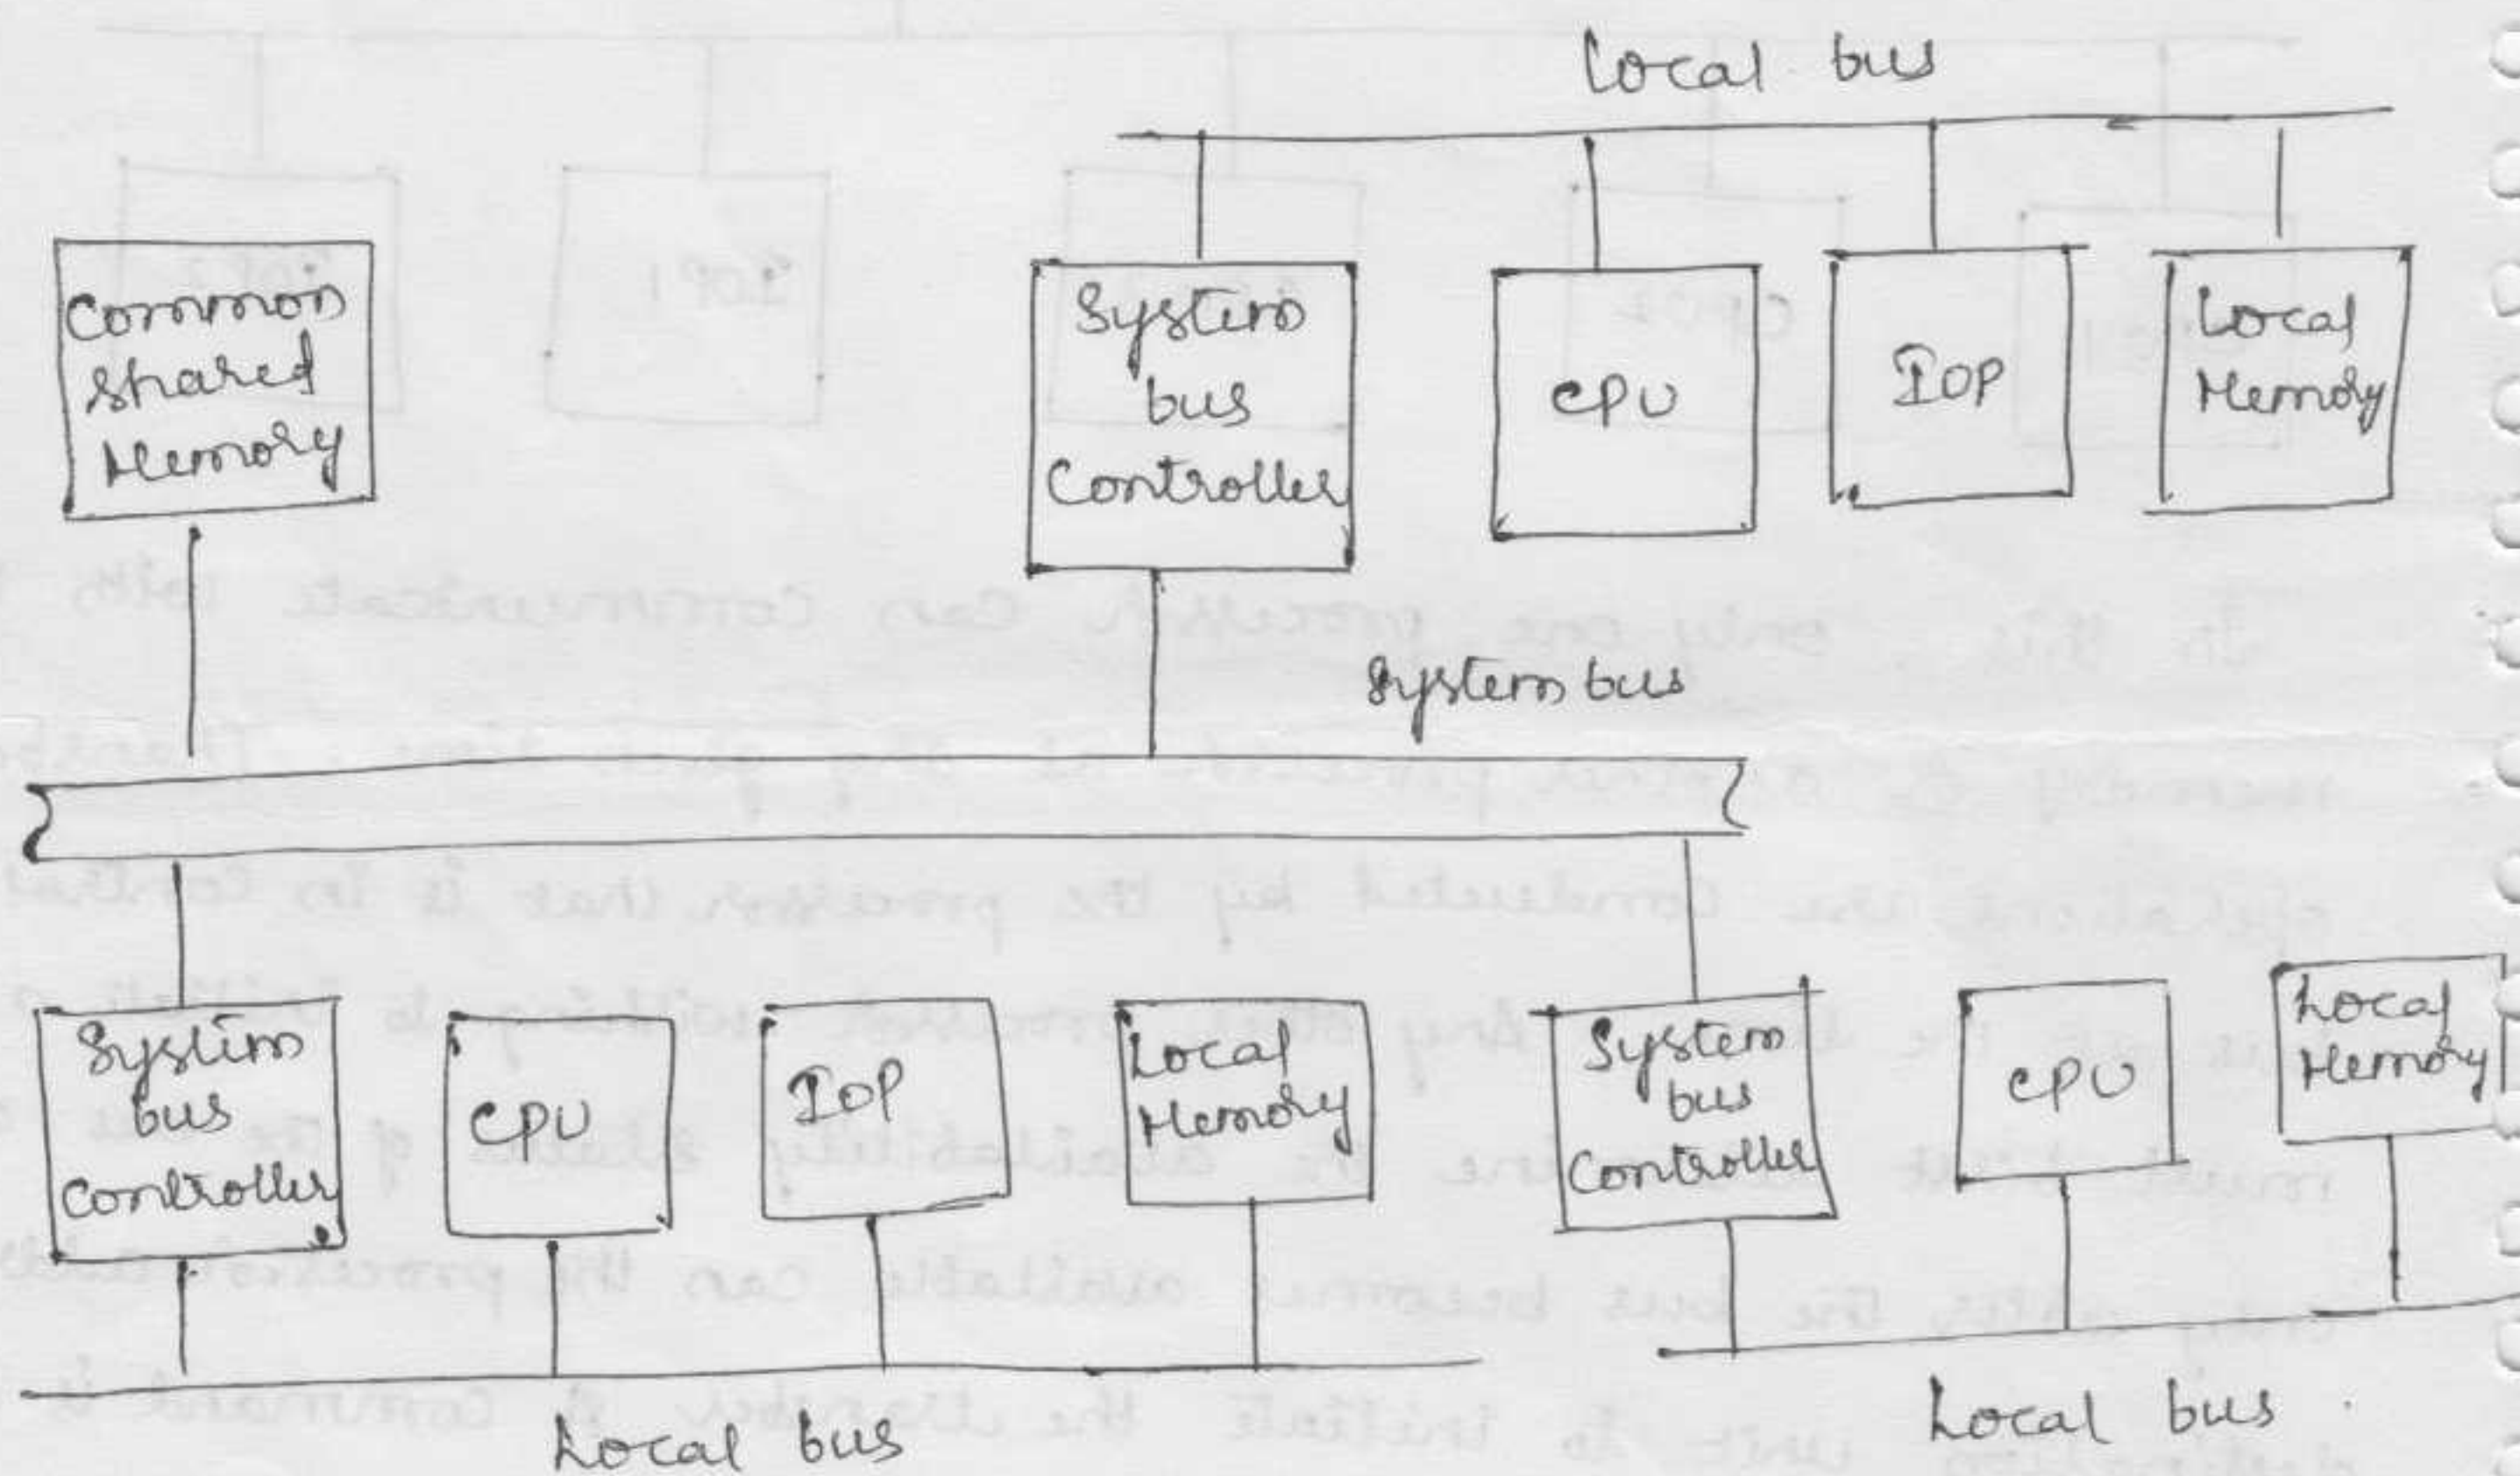 Local bus
Common
shared
Memory
System
bus
Controller
CPU
IOP
Local
Memory
System bus
System
bus
Controller
CPU
IOP
Local
Memory
System
bus
Controller
CPU
Local
Memory
Local bus
Local bus